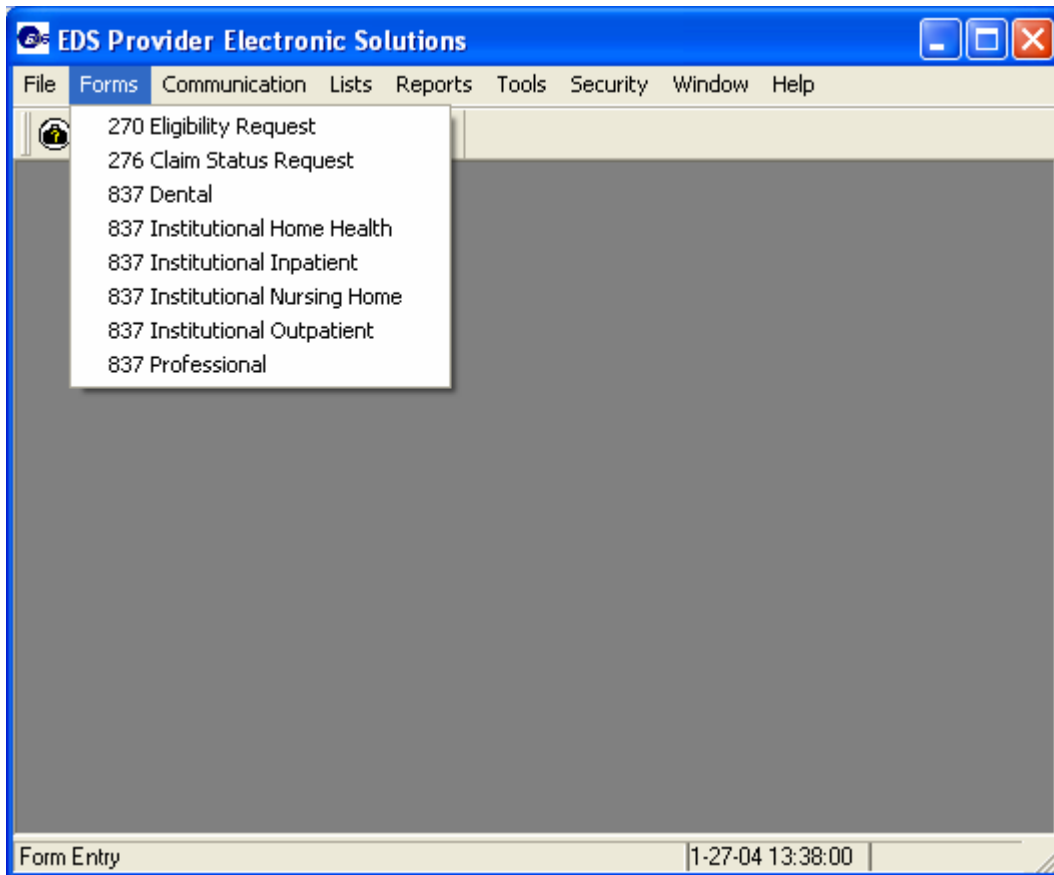 EDS Provider Electronic Solutions
File Forms Communication Lists Reports Tools Security Window Help
270 Eligibility Request
276 Claim Status Request
837 Dental
837 Institutional Home Health
837 Institutional Inpatient
837 Institutional Nursing Home
837 Institutional Outpatient
837 Professional
Form Entry 1-27-04 13:38:00